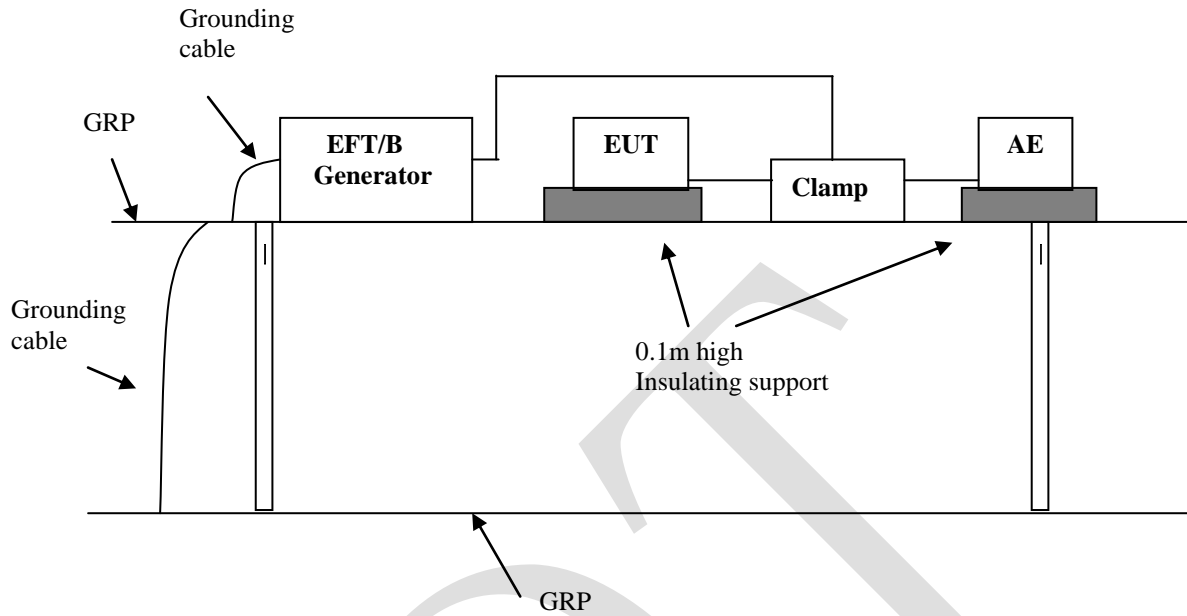 Grounding
cable
GRP
EFT/B
Generator
EUT
Clamp
AE
Grounding
cable
0.1m high
Insulating support
GRP